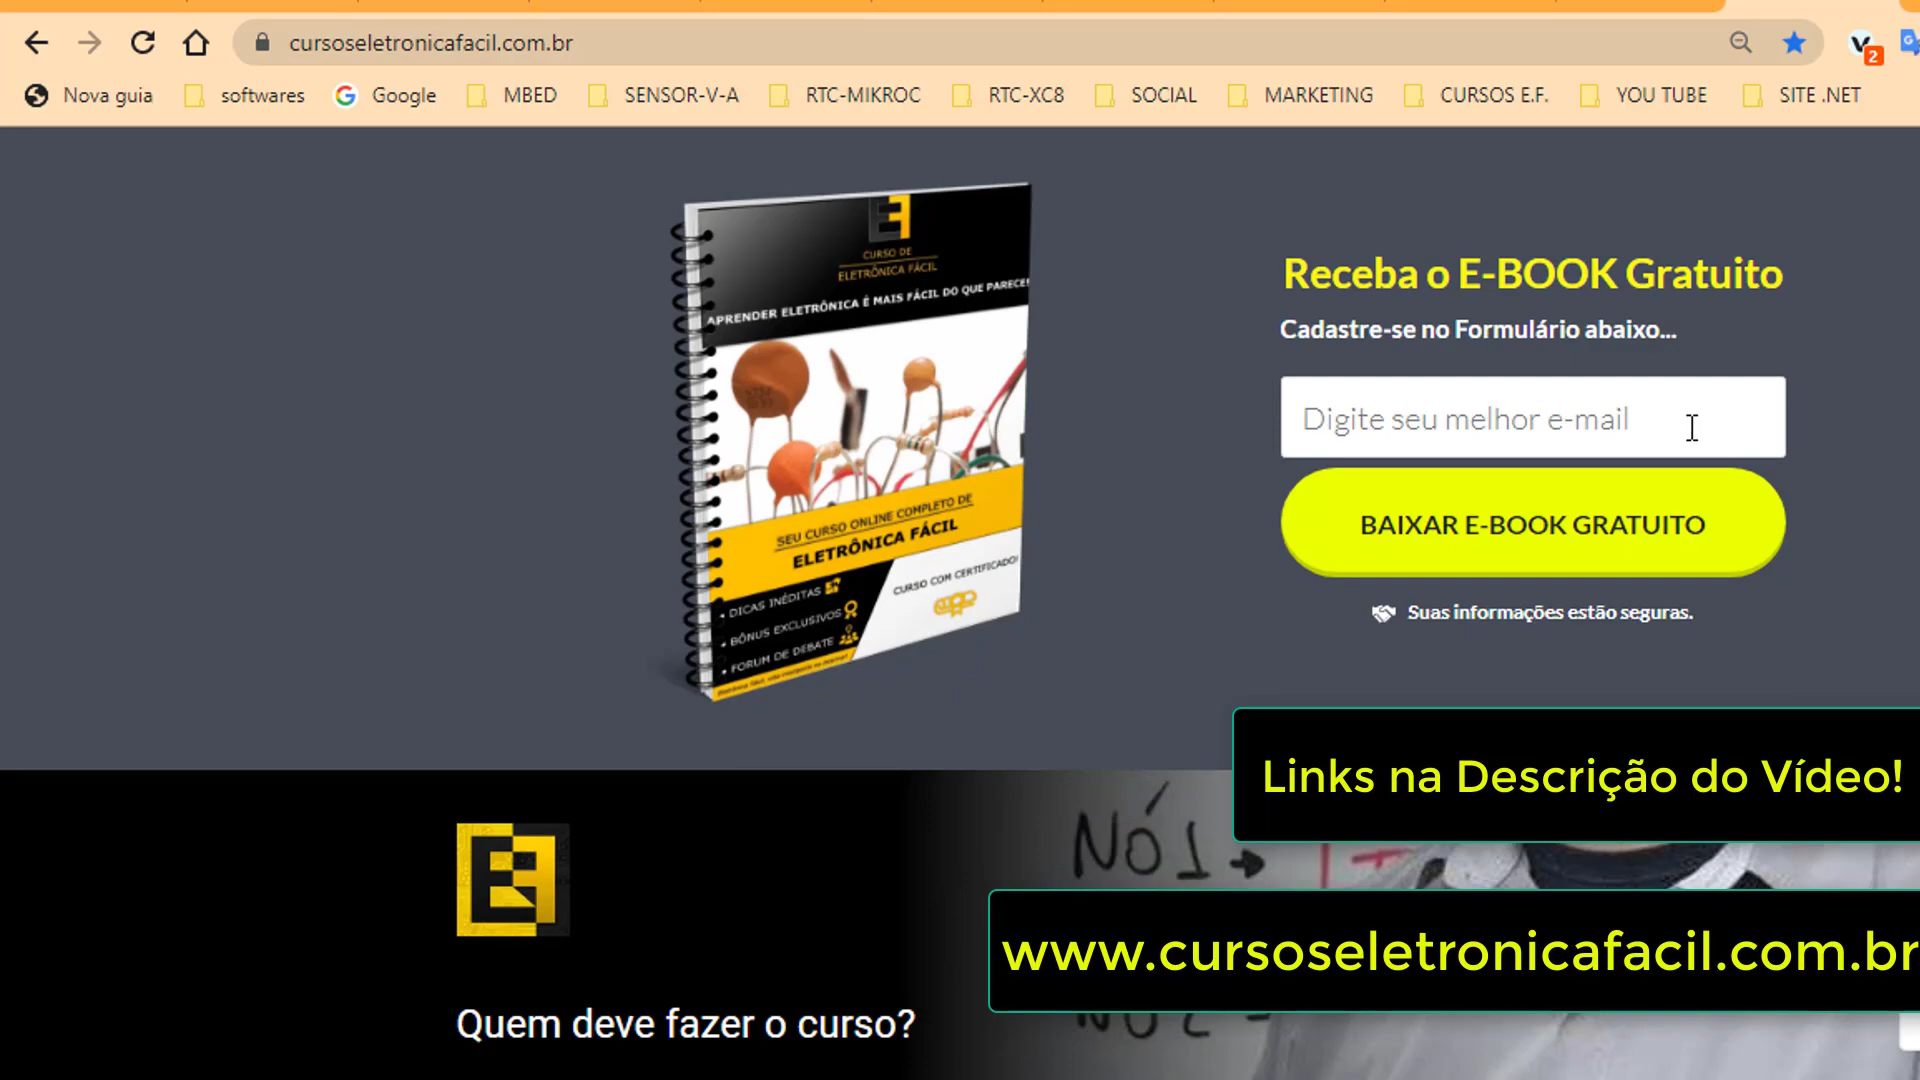 cursoseletronicafacil.com.br
2
Nova guia softwares Google MBED SENSOR-V-A RTC-MIKROC RTC-XC8 SOCIAL MARKETING CURSOS E.F. YOU TUBE SITE .NET
CURSO DE
ELETRÔNICA FÁCIL
APRENDER ELETRÔNICA É MAIS FÁCIL DO QUE PARECE!
SEU CURSO ONLINE COMPLETO DE
ELETRÔNICA FÁCIL
• DICAS INÉDITAS
• BÔNUS EXCLUSIVOS
• FORUM DE DEBATE
CURSO COM CERTIFICADO!
Receba o E-BOOK Gratuito
Cadastre-se no Formulário abaixo...
Digite seu melhor e-mail
BAIXAR E-BOOK GRATUITO
Suas informações estão seguras.
Links na Descrição do Vídeo!
NÓ1
www.cursoseletronicafacil.com.br
EF
Quem deve fazer o curso?
NÓ 2